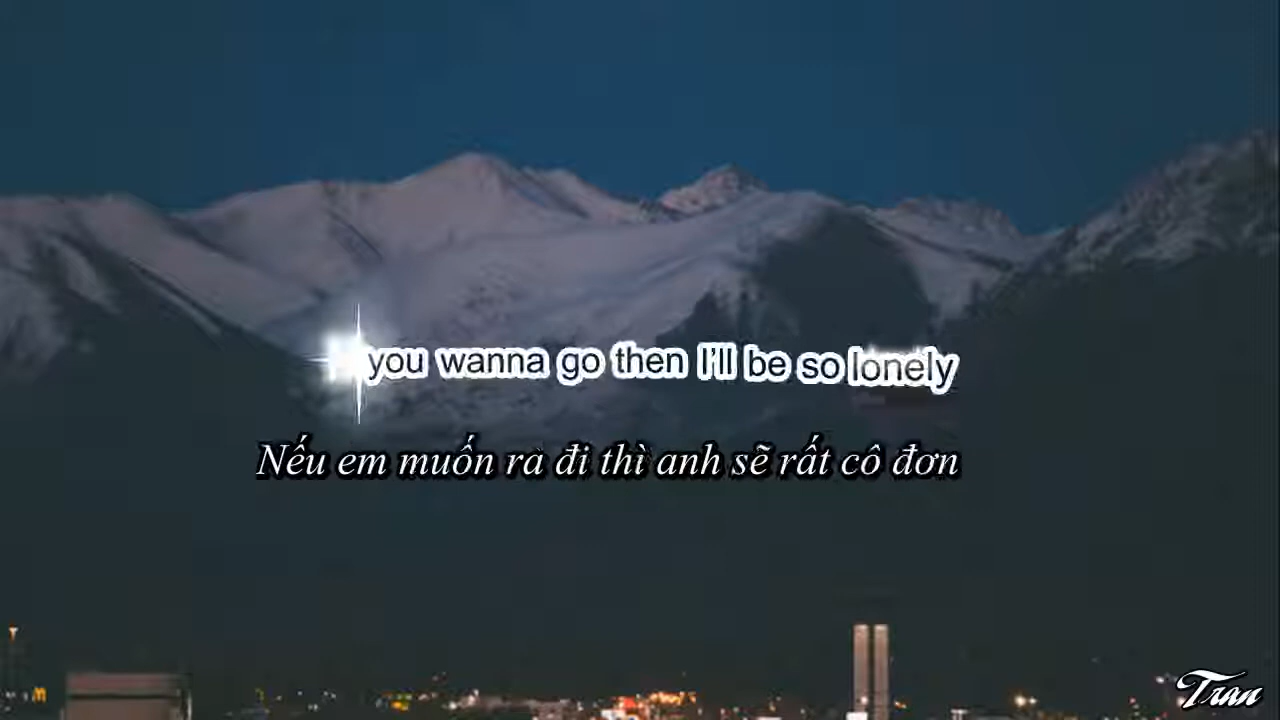 you wanna go then I'll be so lonely
Nếu em muốn ra đi thì anh sẽ rất cô đơn
Tran